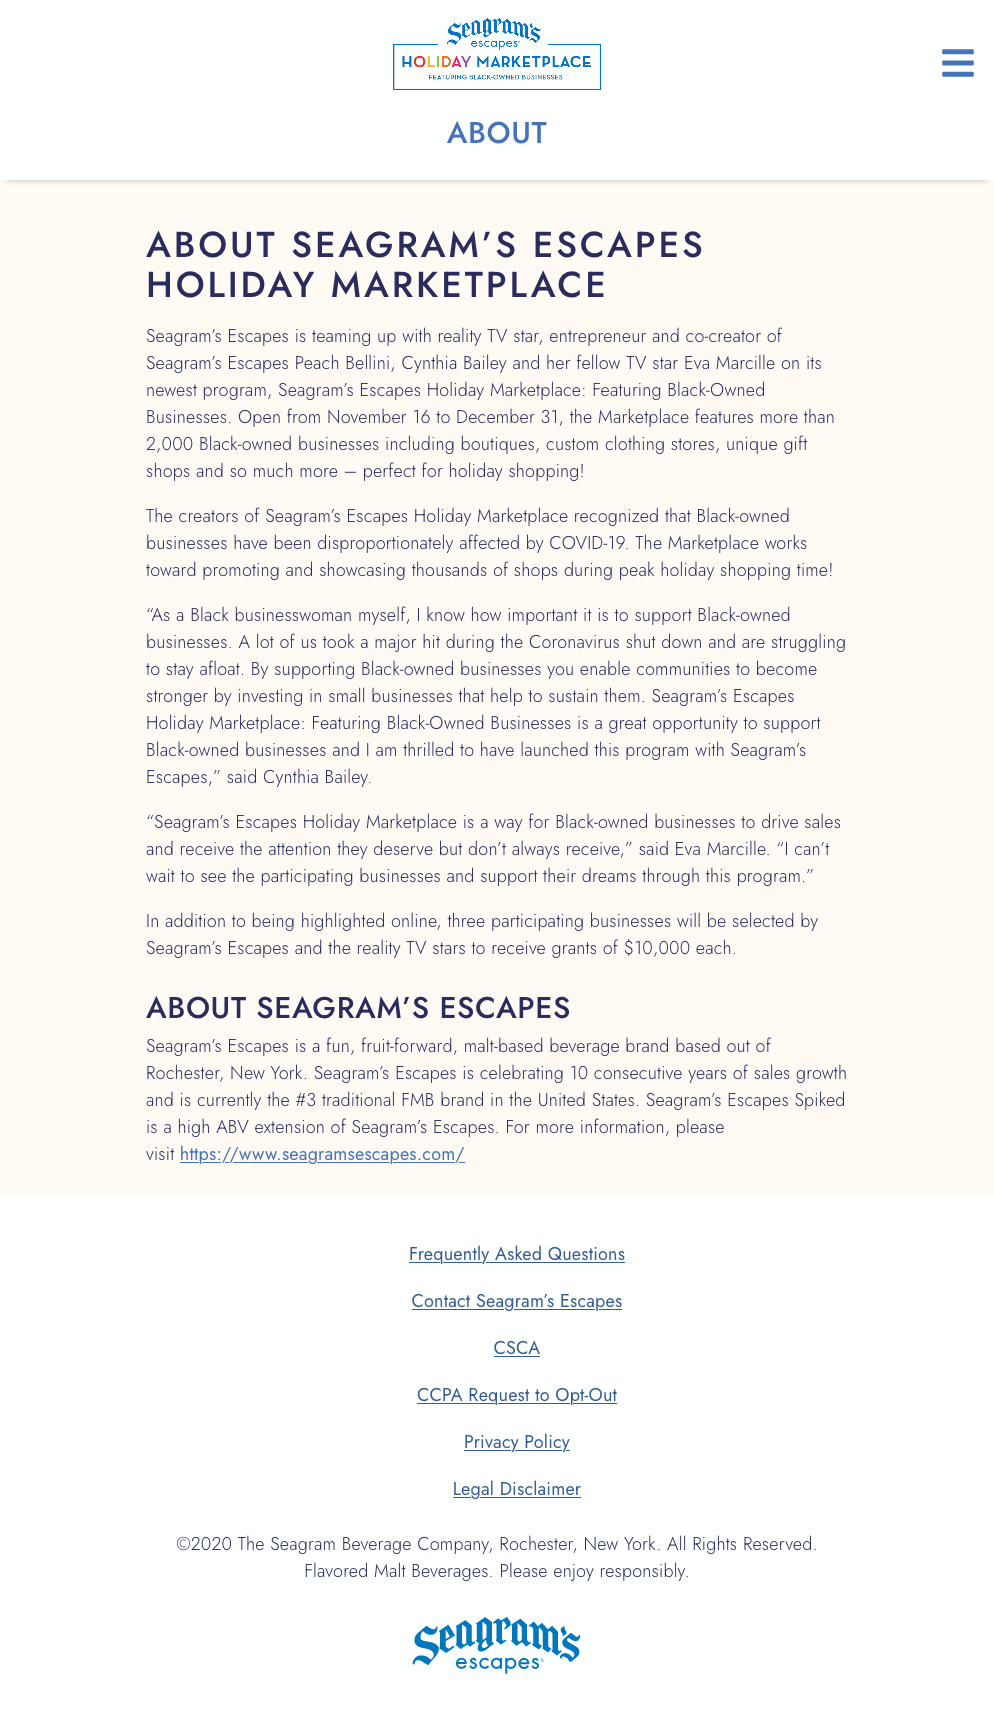 Seagram's
escapes
HOLIDAY MARKETPLACE
FEATURING BLACK-OWNED BUSINESSES
ABOUT
ABOUT SEAGRAM’S ESCAPES
HOLIDAY MARKETPLACE
Seagram’s Escapes is teaming up with reality TV star, entrepreneur and co-creator of
Seagram’s Escapes Peach Bellini, Cynthia Bailey and her fellow TV star Eva Marcille on its
newest program, Seagram’s Escapes Holiday Marketplace: Featuring Black-Owned
Businesses. Open from November 16 to December 31, the Marketplace features more than
2,000 Black-owned businesses including boutiques, custom clothing stores, unique gift
shops and so much more – perfect for holiday shopping!
The creators of Seagram’s Escapes Holiday Marketplace recognized that Black-owned
businesses have been disproportionately affected by COVID-19. The Marketplace works
toward promoting and showcasing thousands of shops during peak holiday shopping time!
“As a Black businesswoman myself, I know how important it is to support Black-owned
businesses. A lot of us took a major hit during the Coronavirus shut down and are struggling
to stay afloat. By supporting Black-owned businesses you enable communities to become
stronger by investing in small businesses that help to sustain them. Seagram’s Escapes
Holiday Marketplace: Featuring Black-Owned Businesses is a great opportunity to support
Black-owned businesses and I am thrilled to have launched this program with Seagram’s
Escapes,” said Cynthia Bailey.
“Seagram’s Escapes Holiday Marketplace is a way for Black-owned businesses to drive sales
and receive the attention they deserve but don’t always receive,” said Eva Marcille. “I can’t
wait to see the participating businesses and support their dreams through this program.”
In addition to being highlighted online, three participating businesses will be selected by
Seagram’s Escapes and the reality TV stars to receive grants of $10,000 each.
ABOUT SEAGRAM’S ESCAPES
Seagram’s Escapes is a fun, fruit-forward, malt-based beverage brand based out of
Rochester, New York. Seagram’s Escapes is celebrating 10 consecutive years of sales growth
and is currently the #3 traditional FMB brand in the United States. Seagram’s Escapes Spiked
is a high ABV extension of Seagram’s Escapes. For more information, please
visit https://www.seagramsescapes.com/
Frequently Asked Questions
Contact Seagram’s Escapes
CSCA
CCPA Request to Opt-Out
Privacy Policy
Legal Disclaimer
©2020 The Seagram Beverage Company, Rochester, New York. All Rights Reserved.
Flavored Malt Beverages. Please enjoy responsibly.
Seagram's
escapes